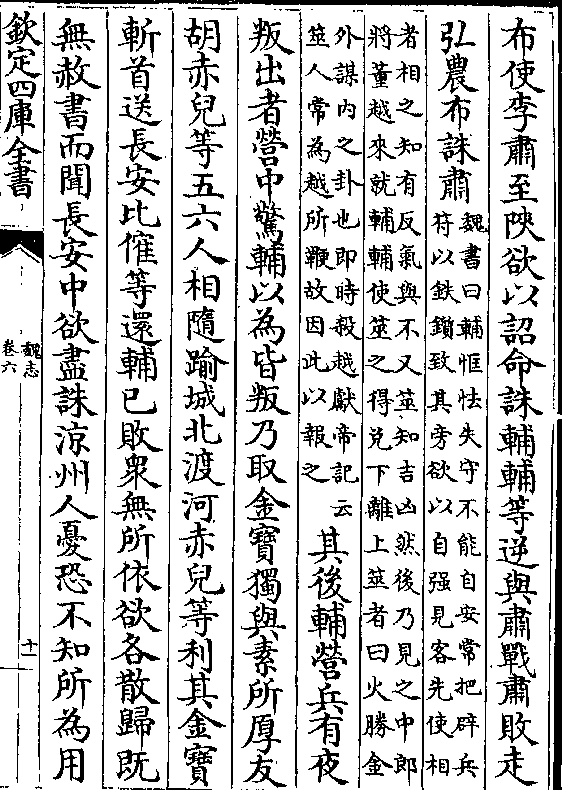 布使李肅至陜欲以詔命誅輔輔等逆與肅戰肅敗走
弘農布誅肅
魏書曰輔恇怯失守不能自安常把辟兵
符以鈇鑕致其旁欲以自强見客先使相
者相之知有反氣與不又筮知吉凶然後乃見之中郎
將董越來就輔輔使筮之得兌下離上筮者曰火勝金
外謀内之卦也即時殺越獻帝記云
筮人常為越所鞭故因此以報之
其後輔營兵有夜
叛出者營中驚輔以為皆叛乃取金寶獨與素所厚友
胡赤兒等五六人相隨踰城北渡河赤兒等利其金寶
斬首送長安比傕等還輔已敗衆無所依欲各散歸既
無赦書而聞長安中欲盡誅涼州人憂恐不知所為用
欽定四庫全書
魏志
卷六
十一